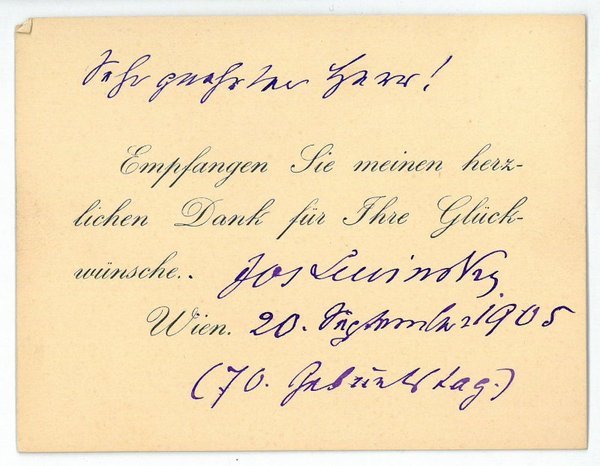 Sehr geehrter Herr!
Empfangen Sie meinen herz-
lichen Dank für Ihre Glück-
wünsche. Jos Lewinsky
Wien. 20. September 1905
(70. Geburtstag.)